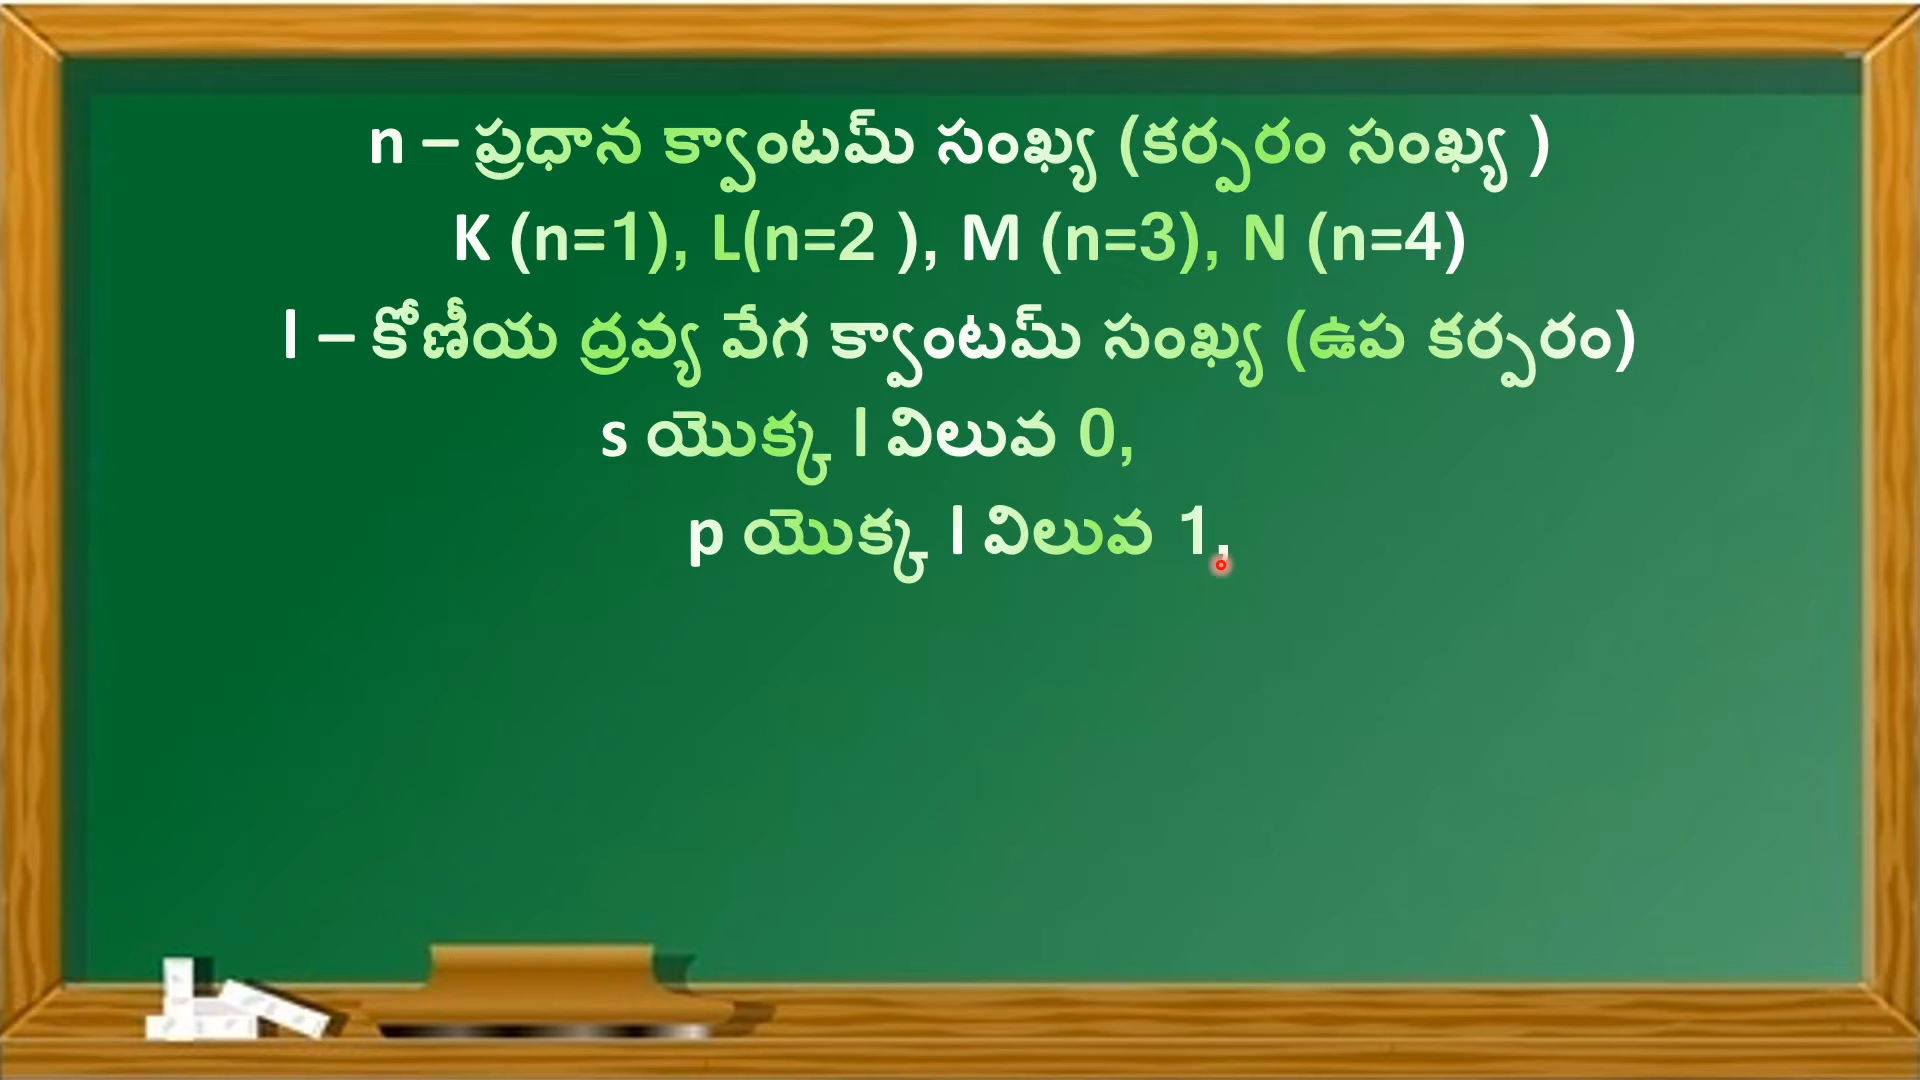 n – ప్రధాన క్వాంటమ్ సంఖ్య (కర్పరం సంఖ్య )
K (n=1), L(n=2 ), M (n=3), N (n=4)
l – కోణీయ ద్రవ్య వేగ క్వాంటమ్ సంఖ్య (ఉప కర్పరం)
s యొక్క l విలువ 0,
p యొక్క l విలువ 1,